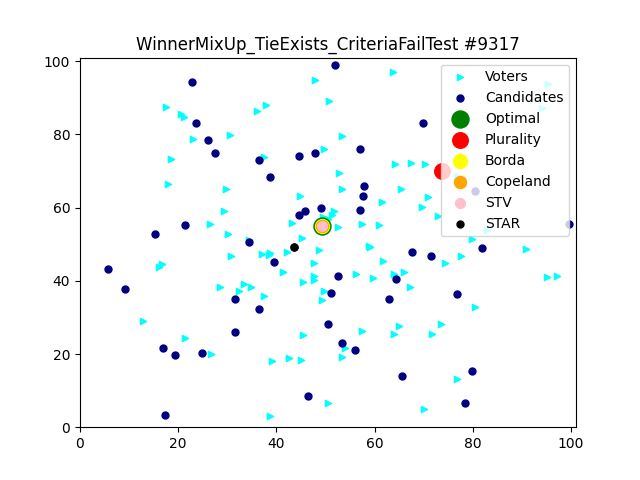 WinnerMixUp_TieExists_CriteriaFailTest #9317
100
80
60
40
20
0
0
20
40
60
80
100
Voters
Candidates
Optimal
Plurality
Borda
Copeland
STV
STAR